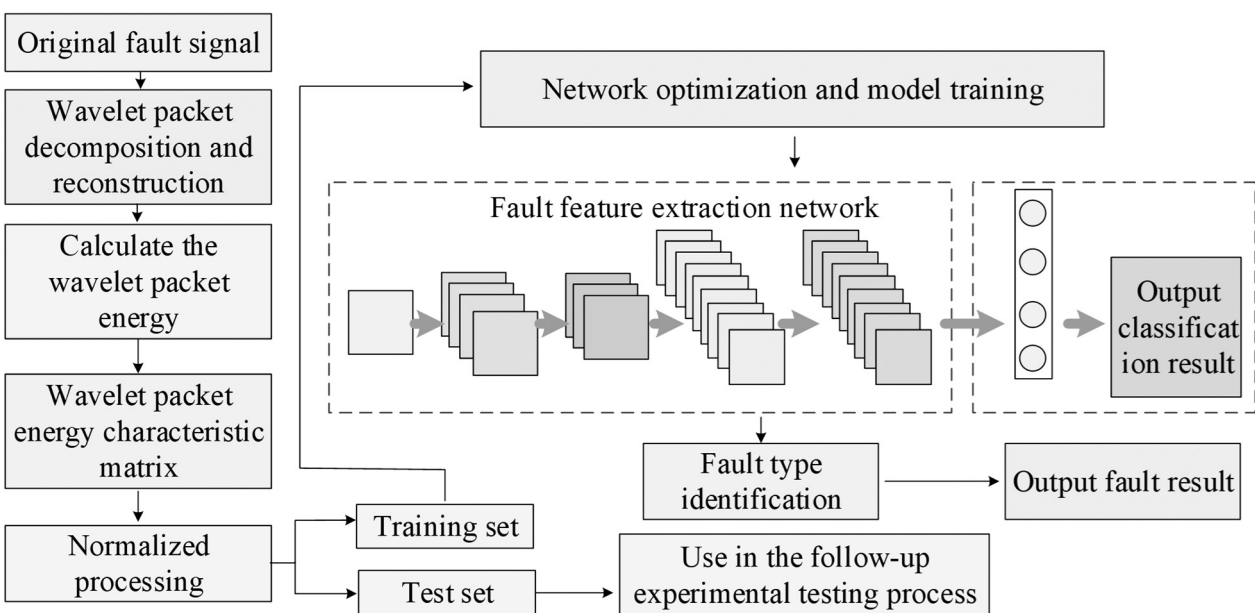 Original fault signal
Wavelet packet
decomposition and
reconstruction
Calculate the
wavelet packet
energy
Wavelet packet
energy characteristic
matrix
Normalized
processing
Training set
Test set
Network optimization and model training
Fault feature extraction network
Output
classificat
ion result
Fault type
identification
Output fault result
Use in the follow-up
experimental testing process